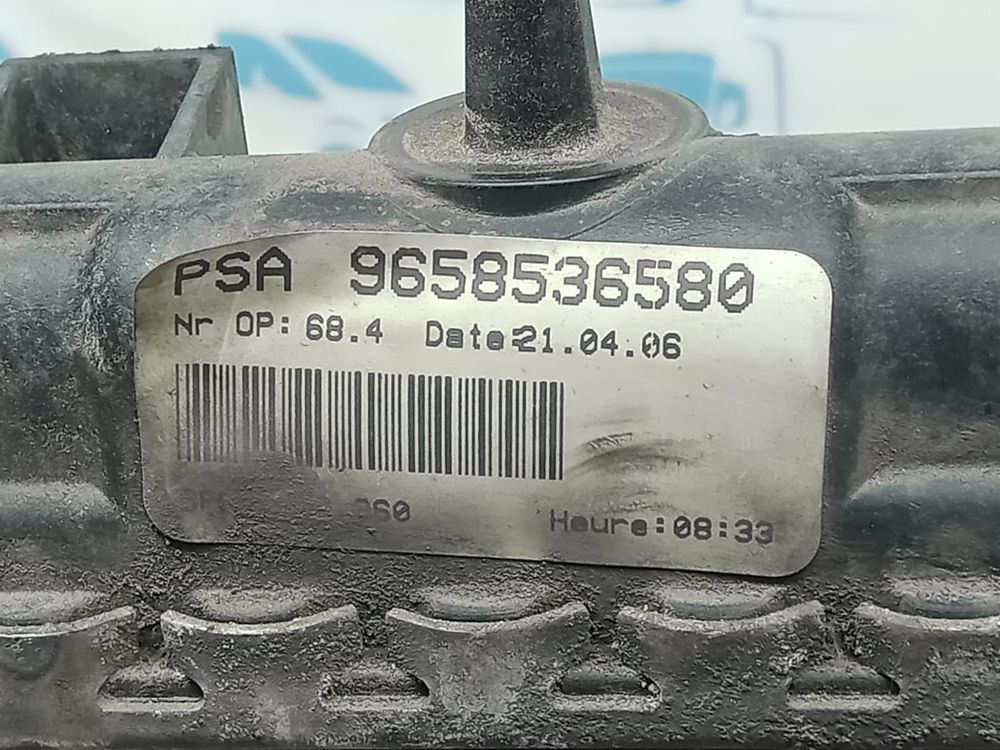 PSA 9658536580
Nr OP: 68.4 Date:21.04.06
Heure:08:33